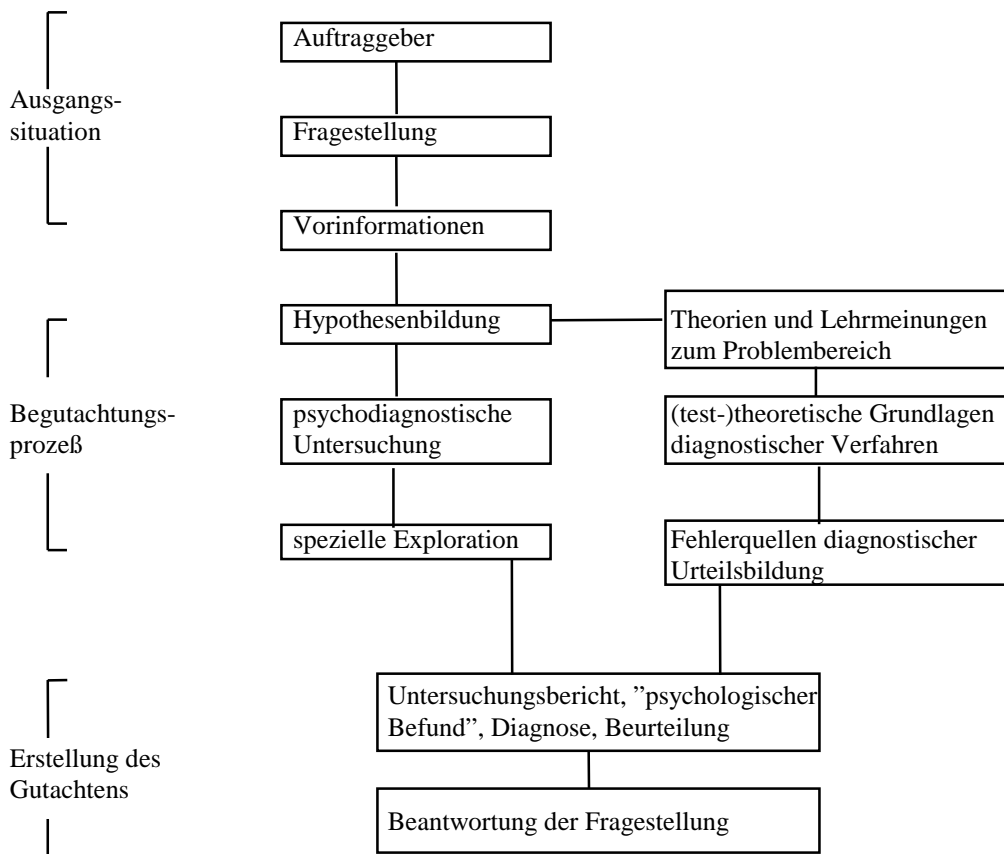 Auftraggeber
Ausgangs-
situation
Fragestellung
Vorinformationen
Hypothesenbildung
Theorien und Lehrmeinungen
zum Problembereich
Begutachtungs-
prozeß
psychodiagnostische
Untersuchung
(test-)theoretische Grundlagen
diagnostischer Verfahren
spezielle Exploration
Fehlerquellen diagnostischer
Urteilsbildung
Erstellung des
Gutachtens
Untersuchungsbericht, ”psychologischer
Befund”, Diagnose, Beurteilung
Beantwortung der Fragestellung